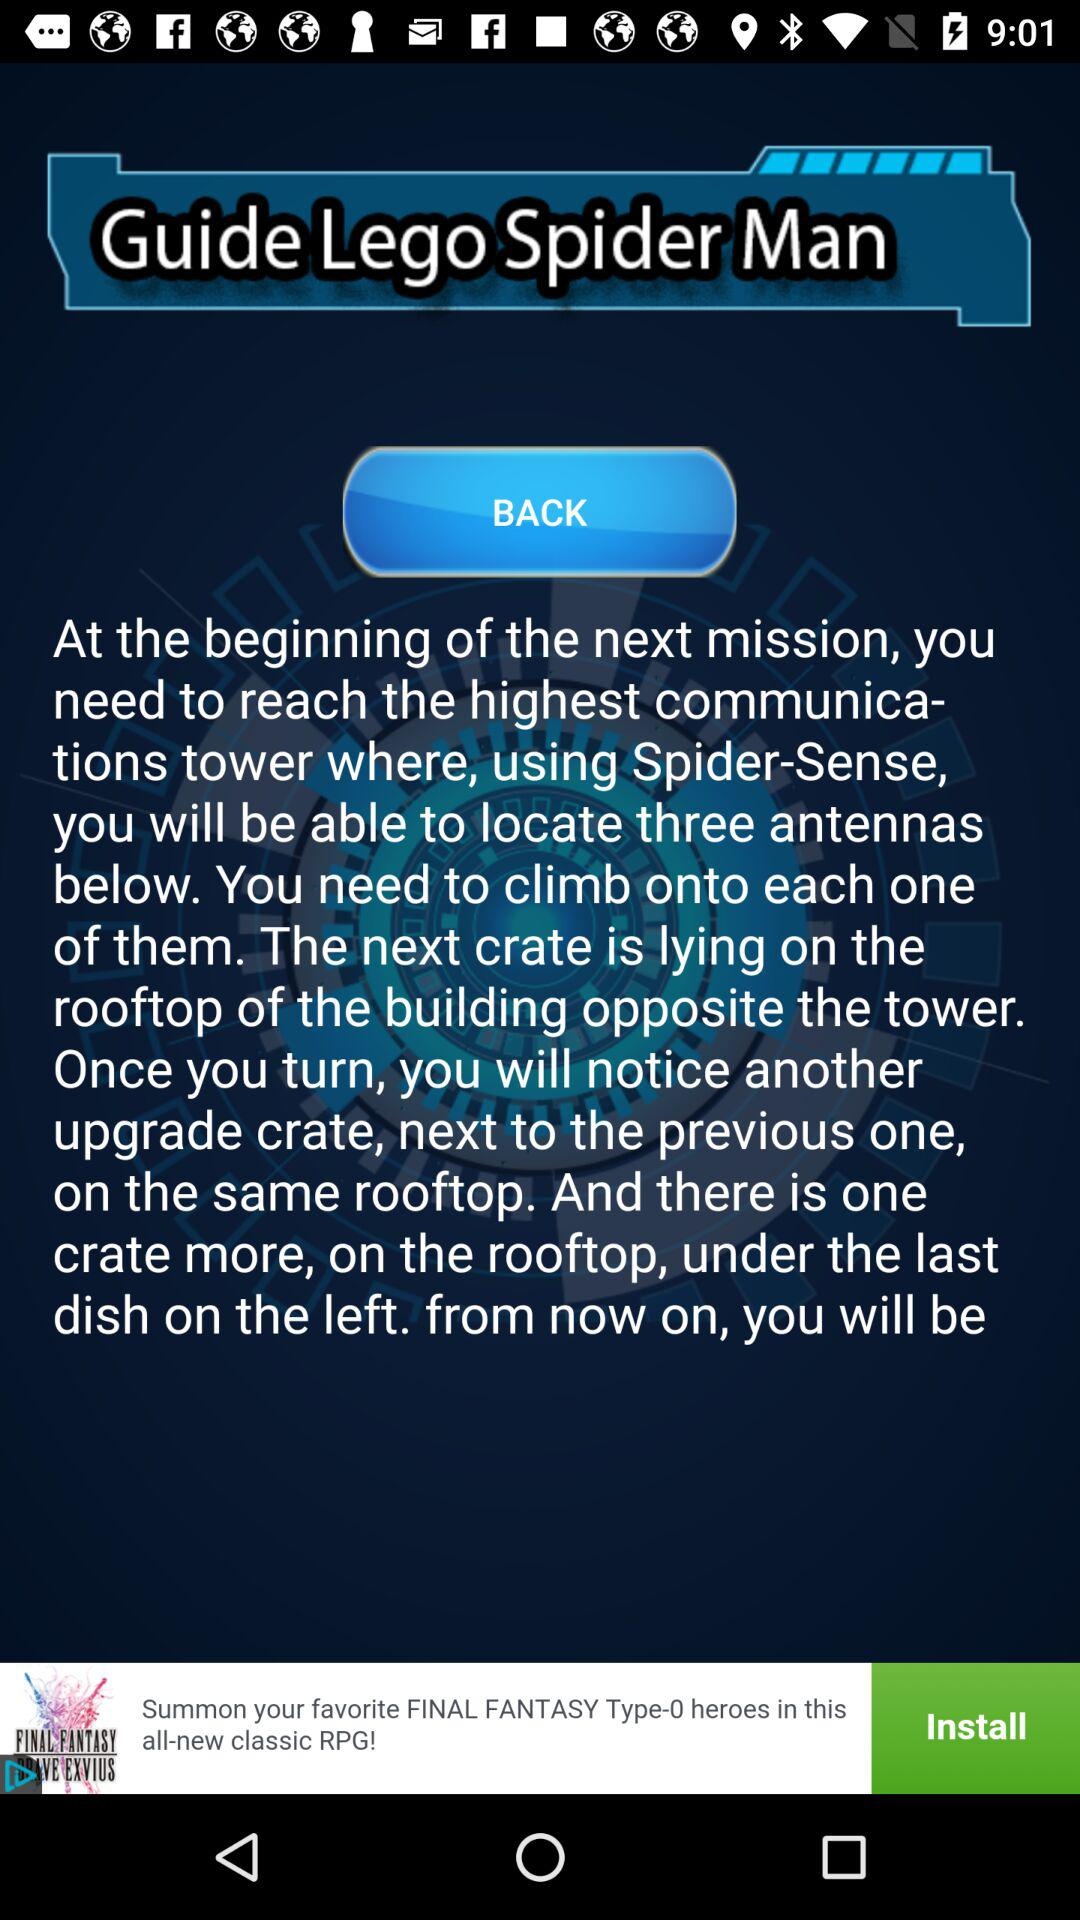 9:01
Guide Lego Spider Man
BACK
At the beginning of the next mission, you
need to reach the highest communica-
tions tower where, using Spider-Sense,
you will be able to locate three antennas
below. You need to climb onto each one
of them. The next crate is lying on the
rooftop of the building opposite the tower.
Once you turn, you will notice another
upgrade crate, next to the previous one,
on the same rooftop. And there is one
crate more, on the rooftop, under the last
dish on the left. from now on, you will be
FINAL FANTASY
BRAVE EXVIUS
Summon your favorite FINAL FANTASY Type-0 heroes in this
all-new classic RPG!
Install